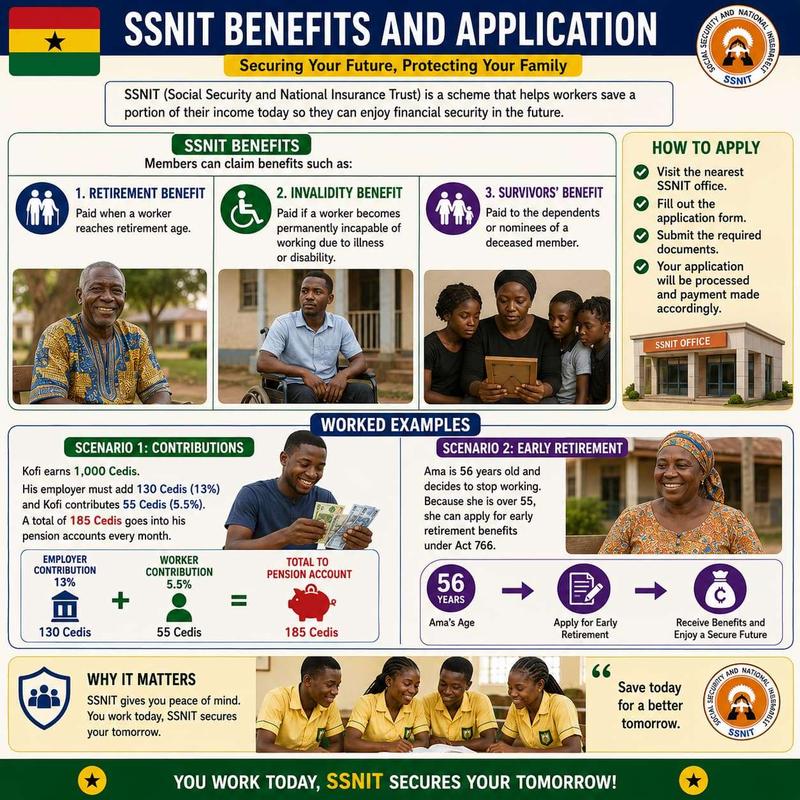 SSNIT BENEFITS AND APPLICATION
Securing Your Future, Protecting Your Family
SOCIAL SECURITY AND NATIONAL
SSNIT
SSNIT (Social Security and National Insurance Trust) is a scheme that helps workers save a
portion of their income today so they can enjoy financial security in the future.
SSNIT BENEFITS
Members can claim benefits such as:
1. RETIREMENT BENEFIT
Paid when a worker
reaches retirement age.
2. INVALIDITY BENEFIT
Paid if a worker becomes
permanently incapable of
working due to illness
or disability.
3. SURVIVORS' BENEFIT
Paid to the dependents
or nominees of a
deceased member.
HOW TO APPLY
Visit the nearest
SSNIT office.
Fill out the
application form.
Submit the required
documents.
Your application
will be processed
and payment made
accordingly.
SSNIT OFFICE
WORKED EXAMPLES
SCENARIO 1: CONTRIBUTIONS
Kofi earns 1,000 Cedis.
His employer must add 130 Cedis (13%)
and Kofi contributes 55 Cedis (5.5%).
A total of 185 Cedis goes into his
pension accounts every month.
EMPLOYER
CONTRIBUTION
13%
130 Cedis
+
WORKER
CONTRIBUTION
5.5%
55 Cedis
=
TOTAL TO
PENSION ACCOUNT
185 Cedis
SCENARIO 2: EARLY RETIREMENT
Ama is 56 years old and
decides to stop working.
Because she is over 55,
she can apply for early
retirement benefits
under Act 766.
56
YEARS
Ama's Age
Apply for Early
Retirement
₵
Receive Benefits and
Enjoy a Secure Future
WHY IT MATTERS
SSNIT gives you peace of mind.
You work today, SSNIT secures
your tomorrow.
“
Save today
for a better
tomorrow.
SOCIAL SECURITY AND NATIONAL
SSNIT
YOU WORK TODAY, SSNIT SECURES YOUR TOMORROW!